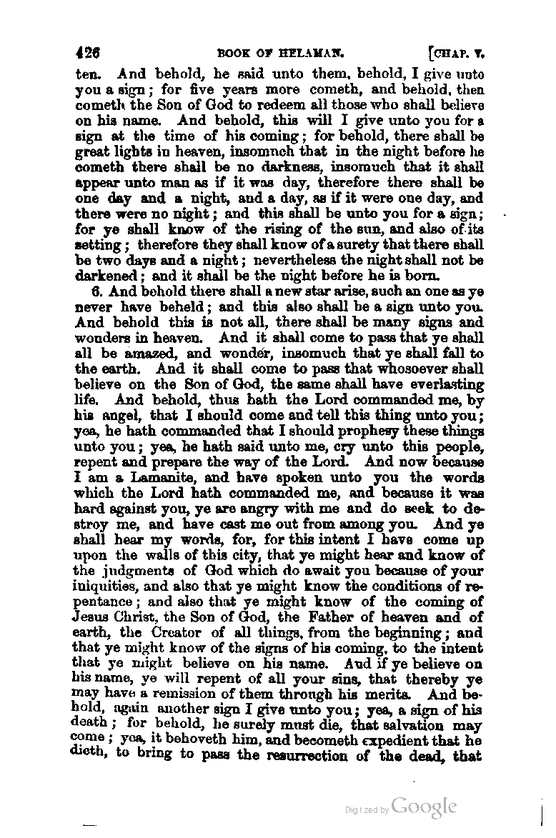 426 BOOK OF HELAMAN. [CHAP. V.
ten. And behold, he said unto them, behold, I give unto
you a sign; for five years more cometh, and behold, then
cometh the Son of God to redeem all those who shall believe
on his name. And behold, this will I give unto you for a
sign at the time of his coming; for behold, there shall be
great lights in heaven, insomuch that in the night before he
cometh there shall be no darkness, insomuch that it shall
appear unto man as if it was day, therefore there shall be
one day and a night, and a day, as if it were one day, and
there were no night; and this shall be unto you for a sign;
for ye shall know of the rising of the sun, and also of its
setting; therefore they shall know of a surety that there shall
be two days and a night; nevertheless the night shall not be
darkened; and it shall be the night before he is born.
6. And behold there shall a new star arise, such an one as ye
never have beheld; and this also shall be a sign unto you.
And behold this is not all, there shall be many signs and
wonders in heaven. And it shall come to pass that ye shall
all be amazed, and wonder, insomuch that ye shall fall to
the earth. And it shall come to pass that whosoever shall
believe on the Son of God, the same shall have everlasting
life. And behold, thus hath the Lord commanded me, by
his angel, that I should come and tell this thing unto you;
yea, he hath commanded that I should prophesy these things
unto you; yea, he hath said unto me, cry unto this people,
repent and prepare the way of the Lord. And now because
I am a Lamanite, and have spoken unto you the words
which the Lord hath commanded me, and because it was
hard against you, ye are angry with me and do seek to de-
stroy me, and have cast me out from among you. And ye
shall hear my words, for, for this intent I have come up
upon the walls of this city, that ye might hear and know of
the judgments of God which do await you because of your
iniquities, and also that ye might know the conditions of re-
pentance; and also that ye might know of the coming of
Jesus Christ, the Son of God, the Father of heaven and of
earth, the Creator of all things, from the beginning; and
that ye might know of the signs of his coming, to the intent
that ye might believe on his name. And if ye believe on
his name, ye will repent of all your sins, that thereby ye
may have a remission of them through his merits. And be-
hold, again another sign I give unto you; yea, a sign of his
death; for behold, he surely must die, that salvation may
come; yea, it behoveth him, and becometh expedient that he
dieth, to bring to pass the resurrection of the dead, that
Digitized by Google